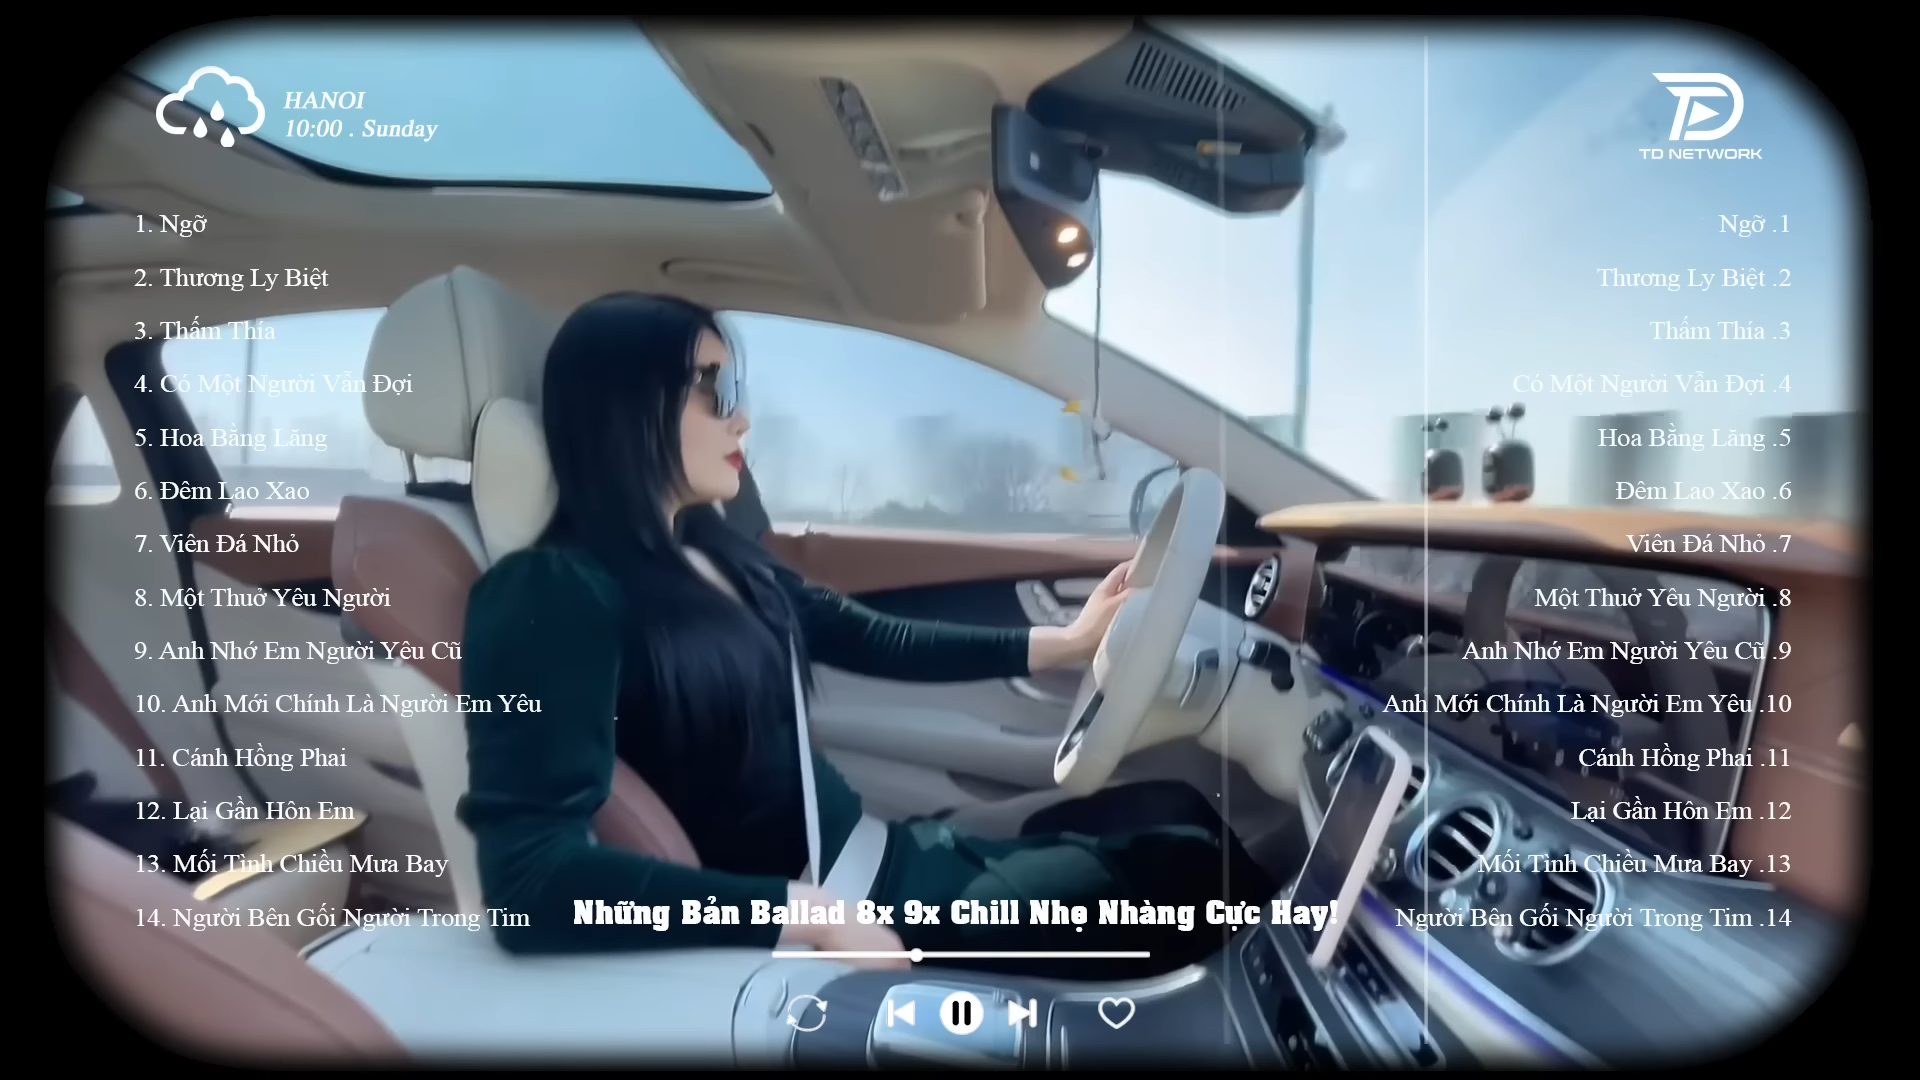 HANOI
10:00 . Sunday
TD NETWORK
1. Ngỡ
2. Thương Ly Biệt
3. Thấm Thía
4. Có Một Người Vẫn Đợi
5. Hoa Bằng Lăng
6. Đêm Lao Xao
7. Viên Đá Nhỏ
8. Một Thuở Yêu Người
9. Anh Nhớ Em Người Yêu Cũ
10. Anh Mới Chính Là Người Em Yêu
11. Cánh Hồng Phai
12. Lại Gần Hôn Em
13. Mối Tình Chiều Mưa Bay
14. Người Bên Gối Người Trong Tim
Ngỡ .1
Thương Ly Biệt .2
Thấm Thía .3
Có Một Người Vẫn Đợi .4
Hoa Bằng Lăng .5
Đêm Lao Xao .6
Viên Đá Nhỏ .7
Một Thuở Yêu Người .8
Anh Nhớ Em Người Yêu Cũ .9
Anh Mới Chính Là Người Em Yêu .10
Cánh Hồng Phai .11
Lại Gần Hôn Em .12
Mối Tình Chiều Mưa Bay .13
Người Bên Gối Người Trong Tim .14
Những Bản Ballad 8x 9x Chill Nhẹ Nhàng Cực Hay!